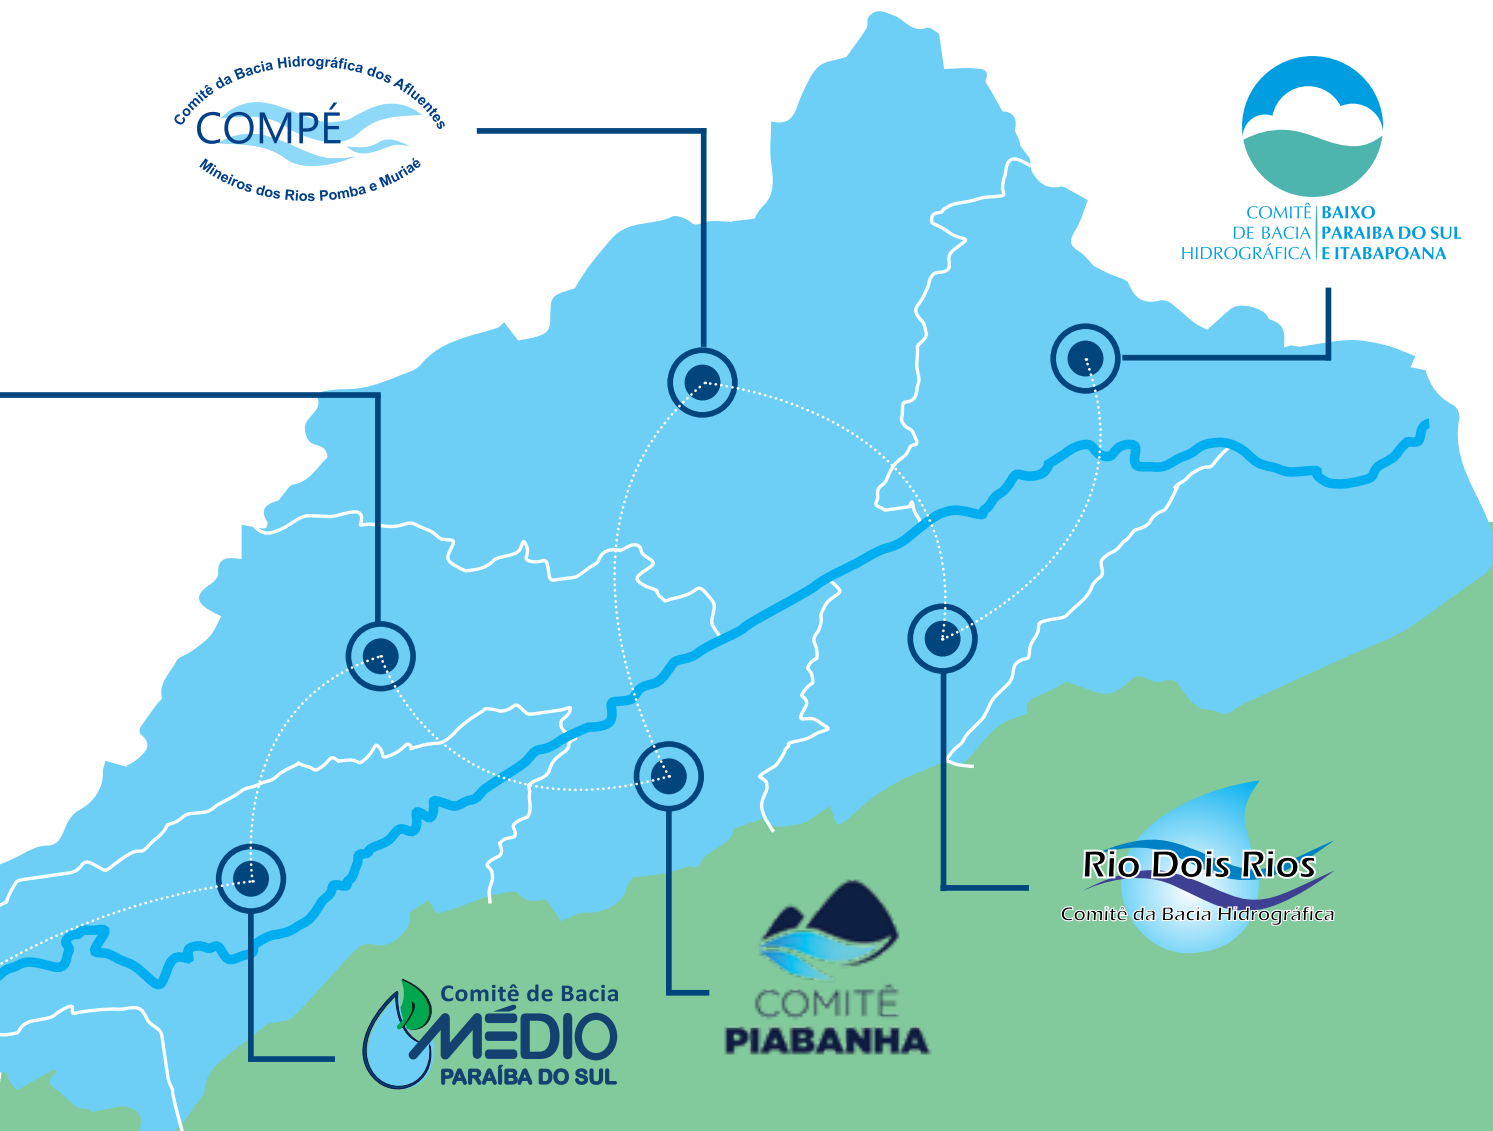 Comitê da Bacia Hidrográfica dos Afluentes
COMPÉ
Mineiros dos Rios Pomba e Muriaé
COMITÊ BAIXO
DE BACIA PARAIBA DO SUL
HIDROGRÁFICA E ITABAPOANA
Rio Dois Rios
Comitê da Bacia Hidrográfica
COMITÊ
PIABANHA
Comitê de Bacia
MÉDIO
PARAÍBA DO SUL